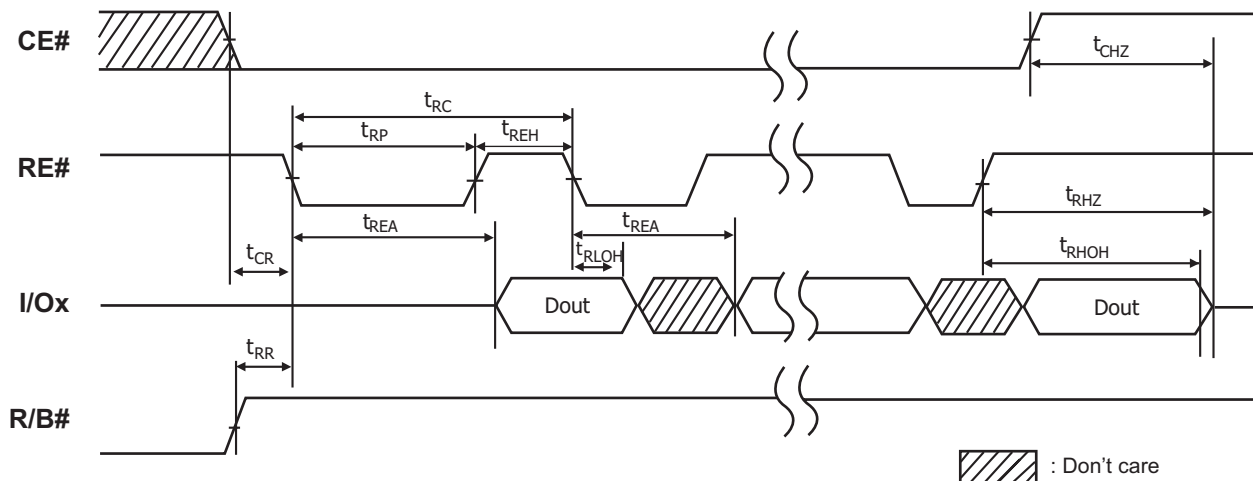 CE#
tCHZ
tRC
tRP
tREH
RE#
tREA
tREA
tRHZ
tCR
tRLOH
tRHOH
I/Ox
Dout
Dout
tRR
R/B#
: Don't care